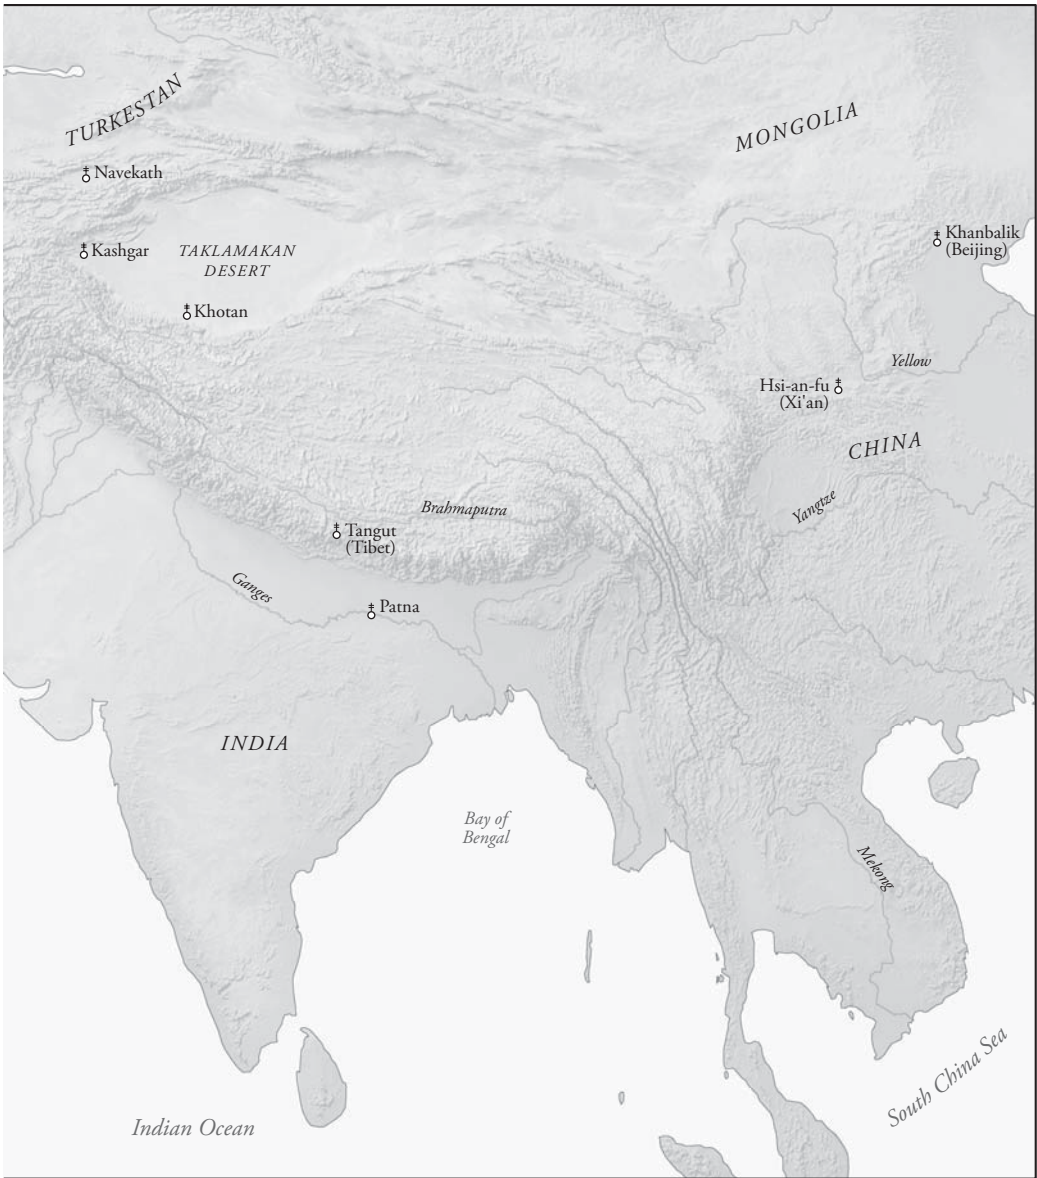 TURKESTAN
MONGOLIA
Navekath
Khanbalik
(Beijing)
Kashgar
TAKLAMAKAN
DESERT
Khotan
Yellow
Hsi-an-fu
(Xi'an)
CHINA
Yangtze
Brahmaputra
Tangut
(Tibet)
Ganges
Patna
INDIA
Bay of
Bengal
Mekong
South China Sea
Indian Ocean